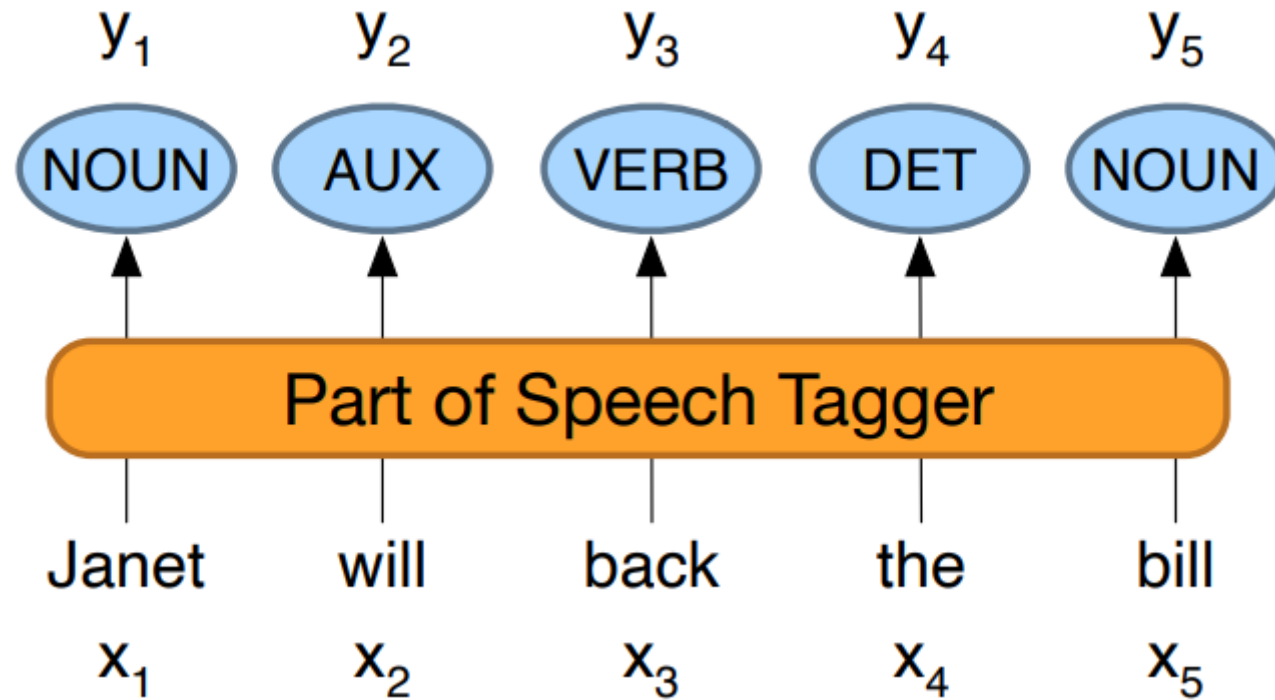 y₁ y₂ y₃ y₄ y₅
NOUN AUX VERB DET NOUN
Part of Speech Tagger
Janet will back the bill
x₁ x₂ x₃ x₄ x₅